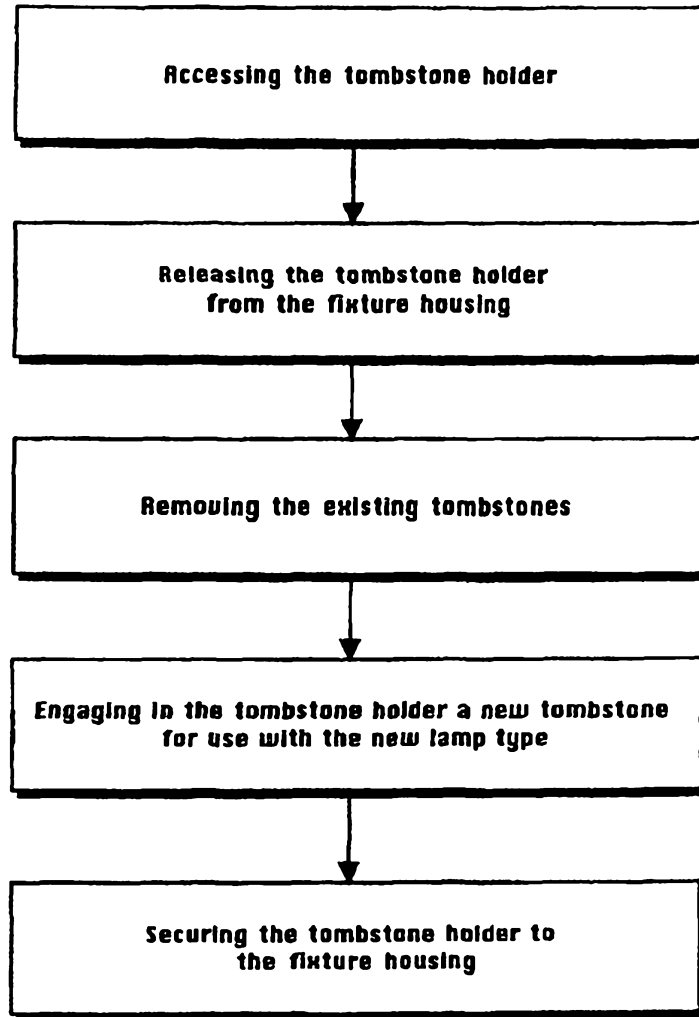 Accessing the tombstone holder
Releasing the tombstone holder
from the fixture housing
Removing the existing tombstones
Engaging in the tombstone holder a new tombstone
for use with the new lamp type
Securing the tombstone holder to
the fixture housing